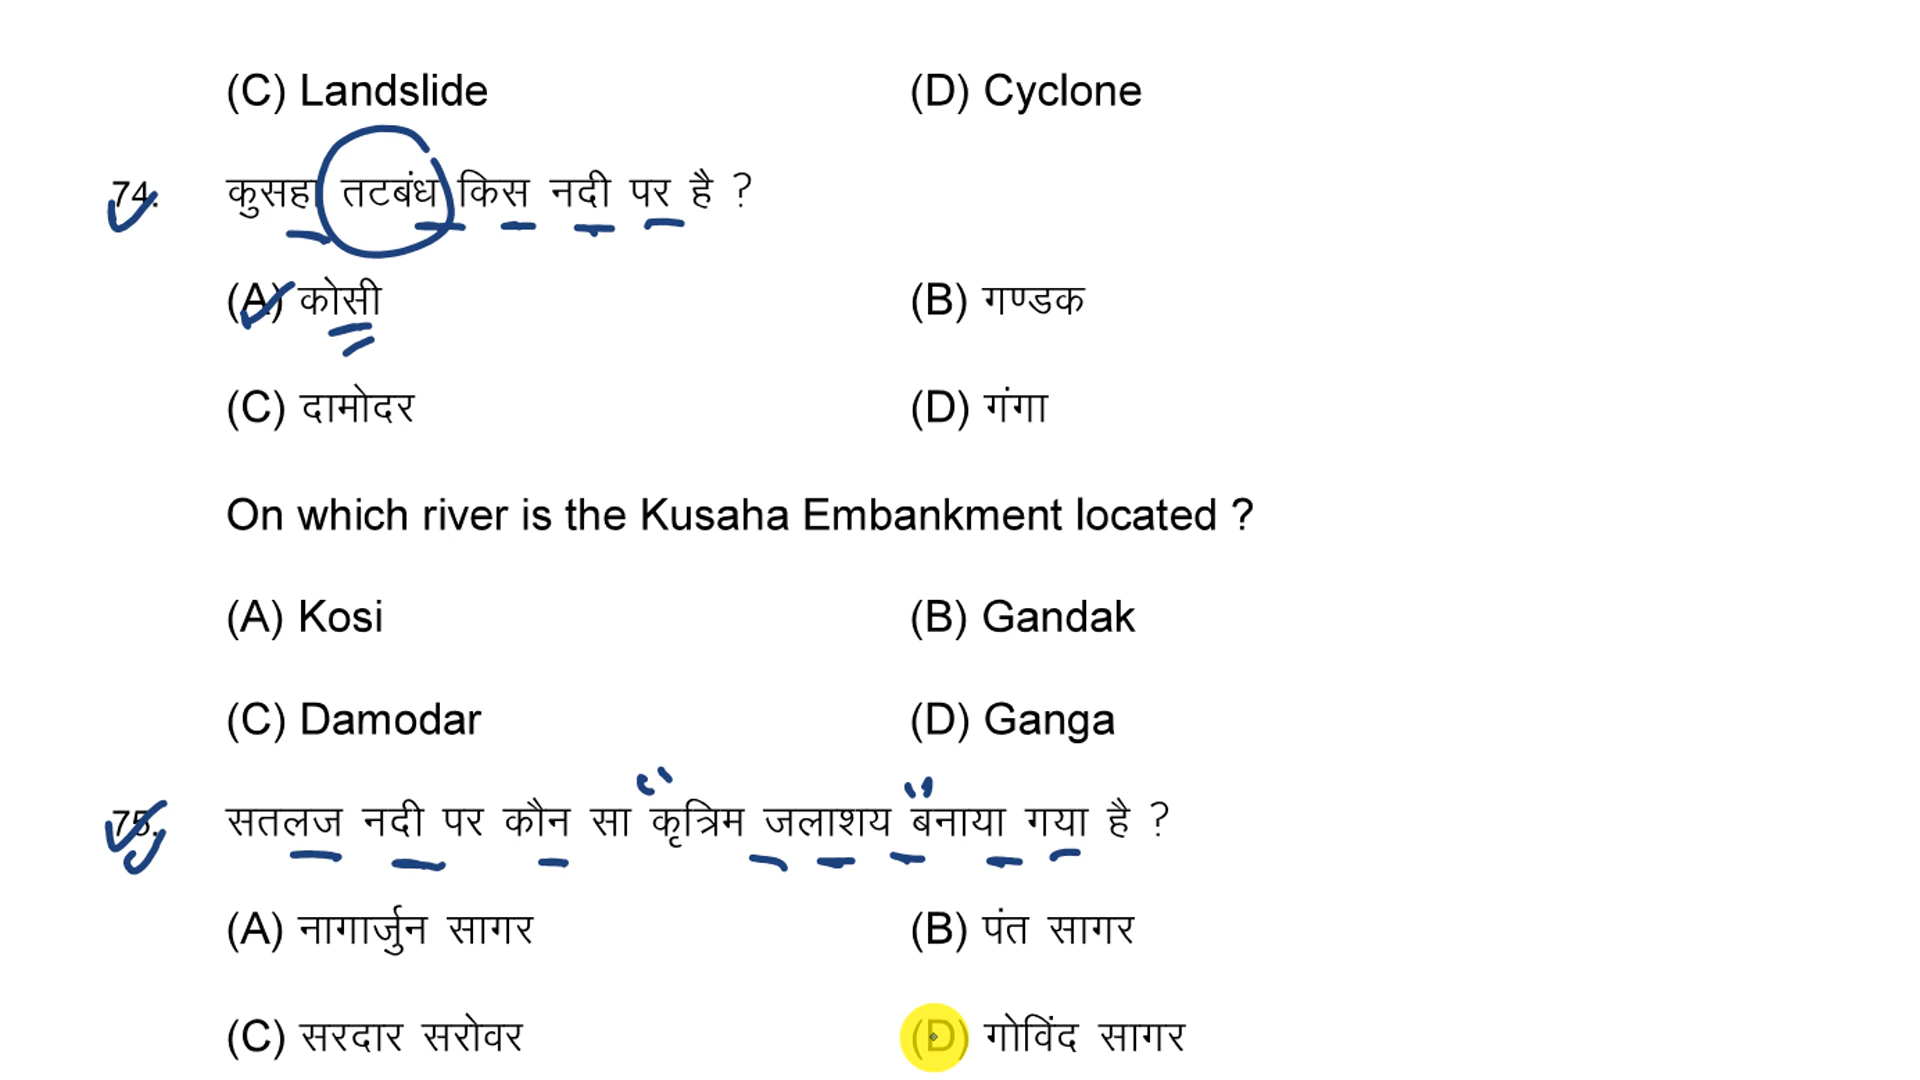 (C) Landslide (D) Cyclone
74. कुसहा तटबंध किस नदी पर है ?
(A) कोसी (B) गण्डक
(C) दामोदर (D) गंगा
On which river is the Kusaha Embankment located ?
(A) Kosi (B) Gandak
(C) Damodar (D) Ganga
75. सतलज नदी पर कौन सा कृत्रिम जलाशय बनाया गया है ?
(A) नागार्जुन सागर (B) पंत सागर
(C) सरदार सरोवर (D) गोविंद सागर